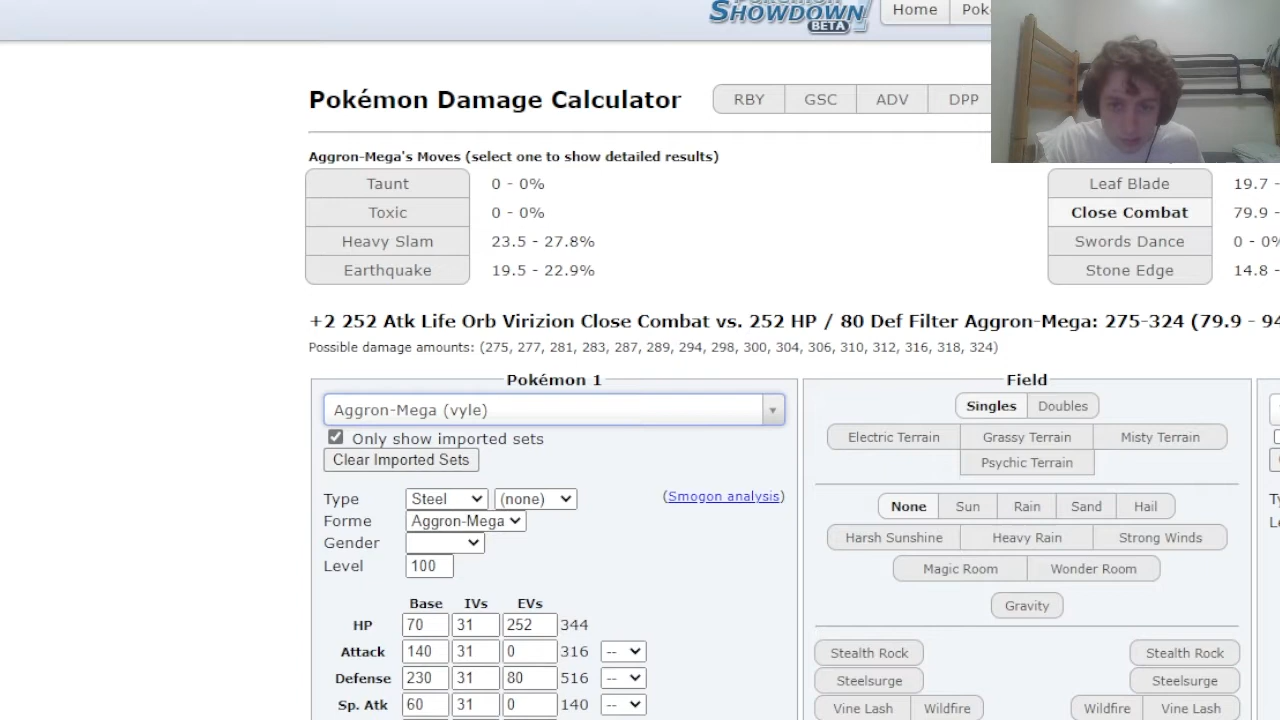 SHOWDOWN
BETA
Home
Pok
Pokémon Damage Calculator
RBY GSC ADV DPP
Aggron-Mega's Moves (select one to show detailed results)
Taunt 0 - 0%
Toxic 0 - 0%
Heavy Slam 23.5 - 27.8%
Earthquake 19.5 - 22.9%
Leaf Blade 19.7 -
Close Combat 79.9 -
Swords Dance 0 - 0%
Stone Edge 14.8 -
+2 252 Atk Life Orb Virizion Close Combat vs. 252 HP / 80 Def Filter Aggron-Mega: 275-324 (79.9 - 94
Possible damage amounts: (275, 277, 281, 283, 287, 289, 294, 298, 300, 304, 306, 310, 312, 316, 318, 324)
Pokémon 1
Aggron-Mega (vyle)
Only show imported sets
Clear Imported Sets
Type Steel (none) (Smogon analysis)
Forme Aggron-Mega
Gender
Level 100
Base IVs EVs
HP 70 31 252 344
Attack 140 31 0 316 --
Defense 230 31 80 516 --
Sp. Atk 60 31 0 140 --
Field
Singles Doubles
Electric Terrain Grassy Terrain Misty Terrain
Psychic Terrain
None Sun Rain Sand Hail
Harsh Sunshine Heavy Rain Strong Winds
Magic Room Wonder Room
Gravity
Stealth Rock Stealth Rock
Steelsurge Steelsurge
Vine Lash Wildfire Wildfire Vine Lash